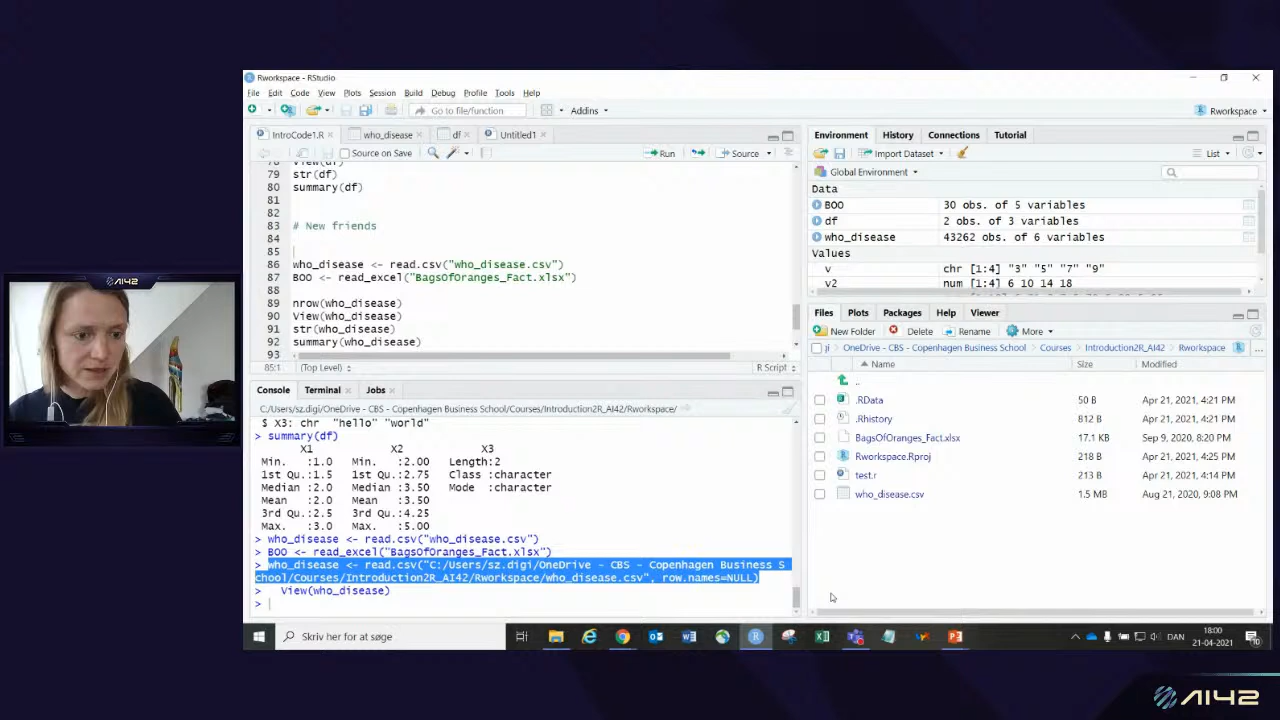 Rworkspace - RStudio
File Edit Code View Plots Session Build Debug Profile Tools Help
Go to file/function Addins Rworkspace
IntroCode1.R who_disease df Untitled1
Source on Save Run Source
79 str(df)
80 summary(df)
81
82
83 # New friends
84
85
86 who_disease <- read.csv("who_disease.csv")
87 BOO <- read_excel("BagsOfOranges_Fact.xlsx")
88
89 nrow(who_disease)
90 View(who_disease)
91 str(who_disease)
92 summary(who_disease)
93
85:1 (Top Level) R Script
Console Terminal Jobs
C:/Users/sz.digi/OneDrive - CBS - Copenhagen Business School/Courses/Introduction2R_AI42/Rworkspace/
$ X3: chr "hello" "world"
> summary(df)
X1 X2 X3
Min. :1.0 Min. :2.00 Length:2
1st Qu.:1.5 1st Qu.:2.75 Class :character
Median :2.0 Median :3.50 Mode :character
Mean :2.0 Mean :3.50
3rd Qu.:2.5 3rd Qu.:4.25
Max. :3.0 Max. :5.00
> who_disease <- read.csv("who_disease.csv")
> BOO <- read_excel("BagsOfOranges_Fact.xlsx")
> who_disease <- read.csv("C:/Users/sz.digi/OneDrive - CBS - Copenhagen Business S
chool/Courses/Introduction2R_AI42/Rworkspace/who_disease.csv", row.names=NULL)
> View(who_disease)
>
Environment History Connections Tutorial
Import Dataset List
Global Environment
Data
BOO 30 obs. of 5 variables
df 2 obs. of 3 variables
who_disease 43262 obs. of 6 variables
Values
v chr [1:4] "3" "5" "7" "9"
v2 num [1:4] 6 10 14 18
Files Plots Packages Help Viewer
New Folder Delete Rename More
OneDrive - CBS - Copenhagen Business School Courses Introduction2R_AI42 Rworkspace ...
Name Size Modified
..
.RData 50 B Apr 21, 2021, 4:21 PM
.Rhistory 812 B Apr 21, 2021, 4:21 PM
BagsOfOranges_Fact.xlsx 17.1 KB Sep 9, 2020, 8:20 PM
Rworkspace.Rproj 218 B Apr 21, 2021, 4:25 PM
test.r 213 B Apr 21, 2021, 4:14 PM
who_disease.csv 1.5 MB Aug 21, 2020, 9:08 PM
Skriv her for at søge
DAN
18:00
21-04-2021
AI42
AI42